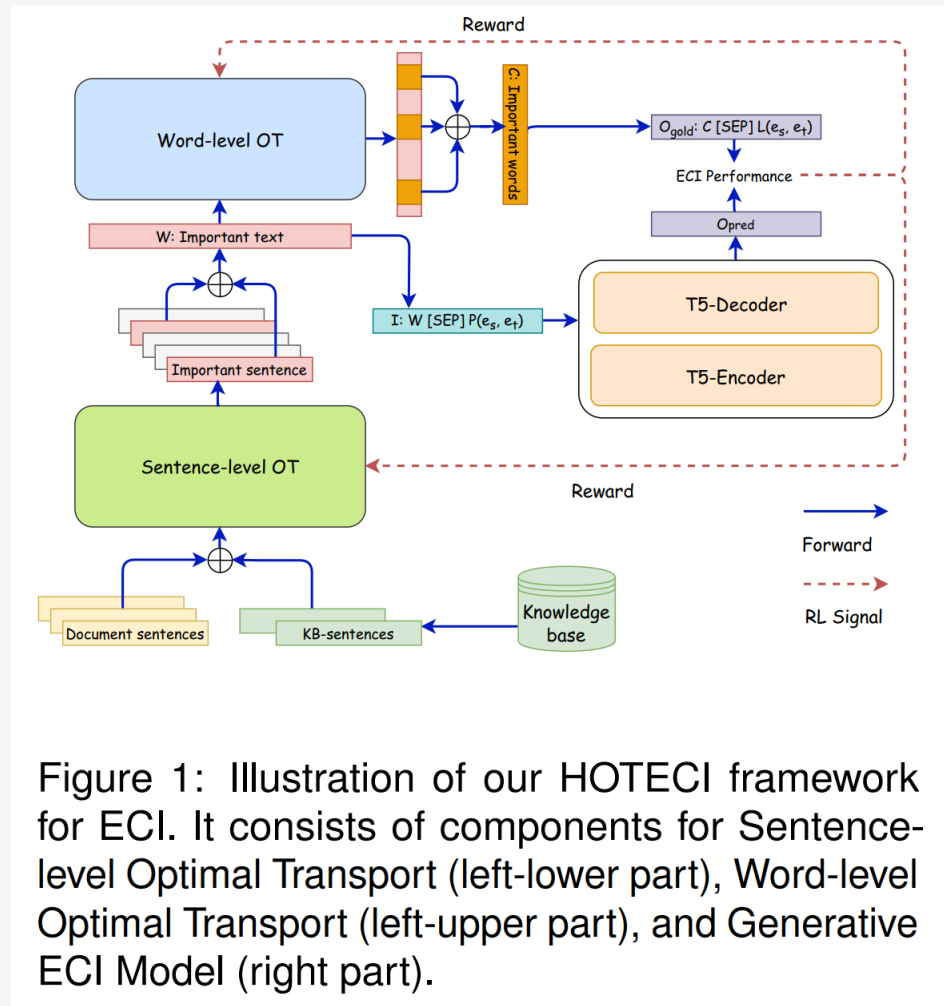 Reward
Word-level OT
C: Important words
O_gold: C [SEP] L(e_s, e_t)
ECI Performance
W: Important text
O_pred
I: W [SEP] P(e_s, e_t)
T5-Decoder
T5-Encoder
Important sentence
Sentence-level OT
Reward
Forward
RL Signal
Document sentences
KB-sentences
Knowledge
base
Figure 1: Illustration of our HOTECI framework
for ECI. It consists of components for Sentence-
level Optimal Transport (left-lower part), Word-level
Optimal Transport (left-upper part), and Generative
ECI Model (right part).